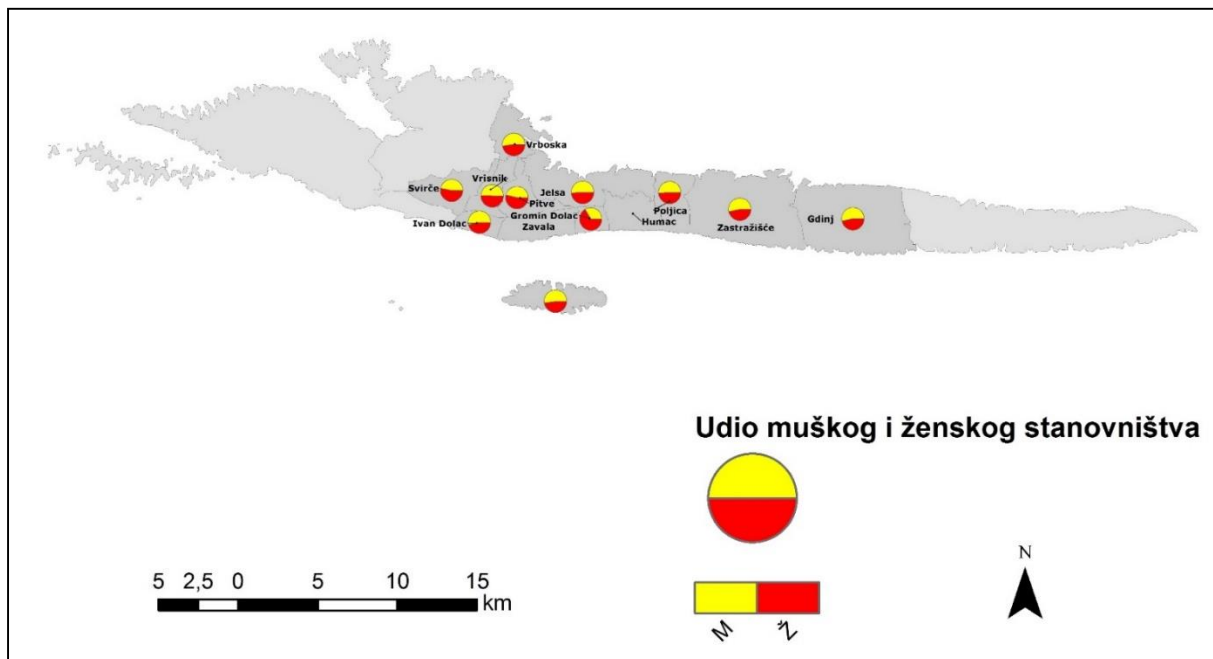 Vrboska
Vrisnik
Svirče
Jelsa
Pitve
Poljica
Gromin Dolac
Humac
Gdinj
Ivan Dolac
Zavala
Zastražišće
Udio muškog i ženskog stanovništva
N
5 2,5 0 5 10 15
km
M Ž